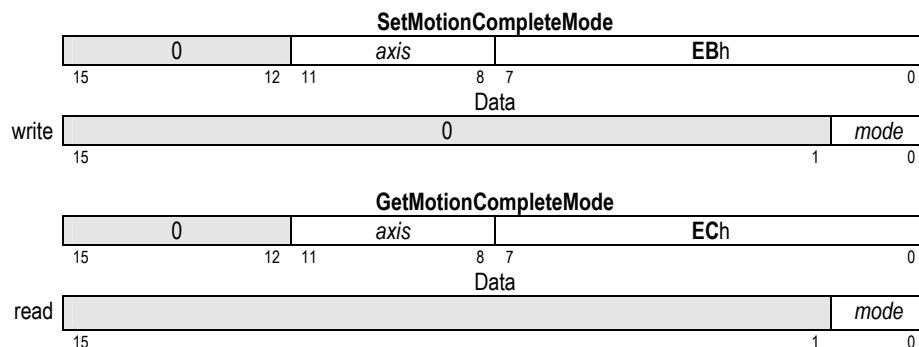 SetMotionCompleteMode
0 axis EBh
15 12 11 8 7 0
Data
write 0 mode
15 1 0
GetMotionCompleteMode
0 axis ECh
15 12 11 8 7 0
Data
read mode
15 1 0